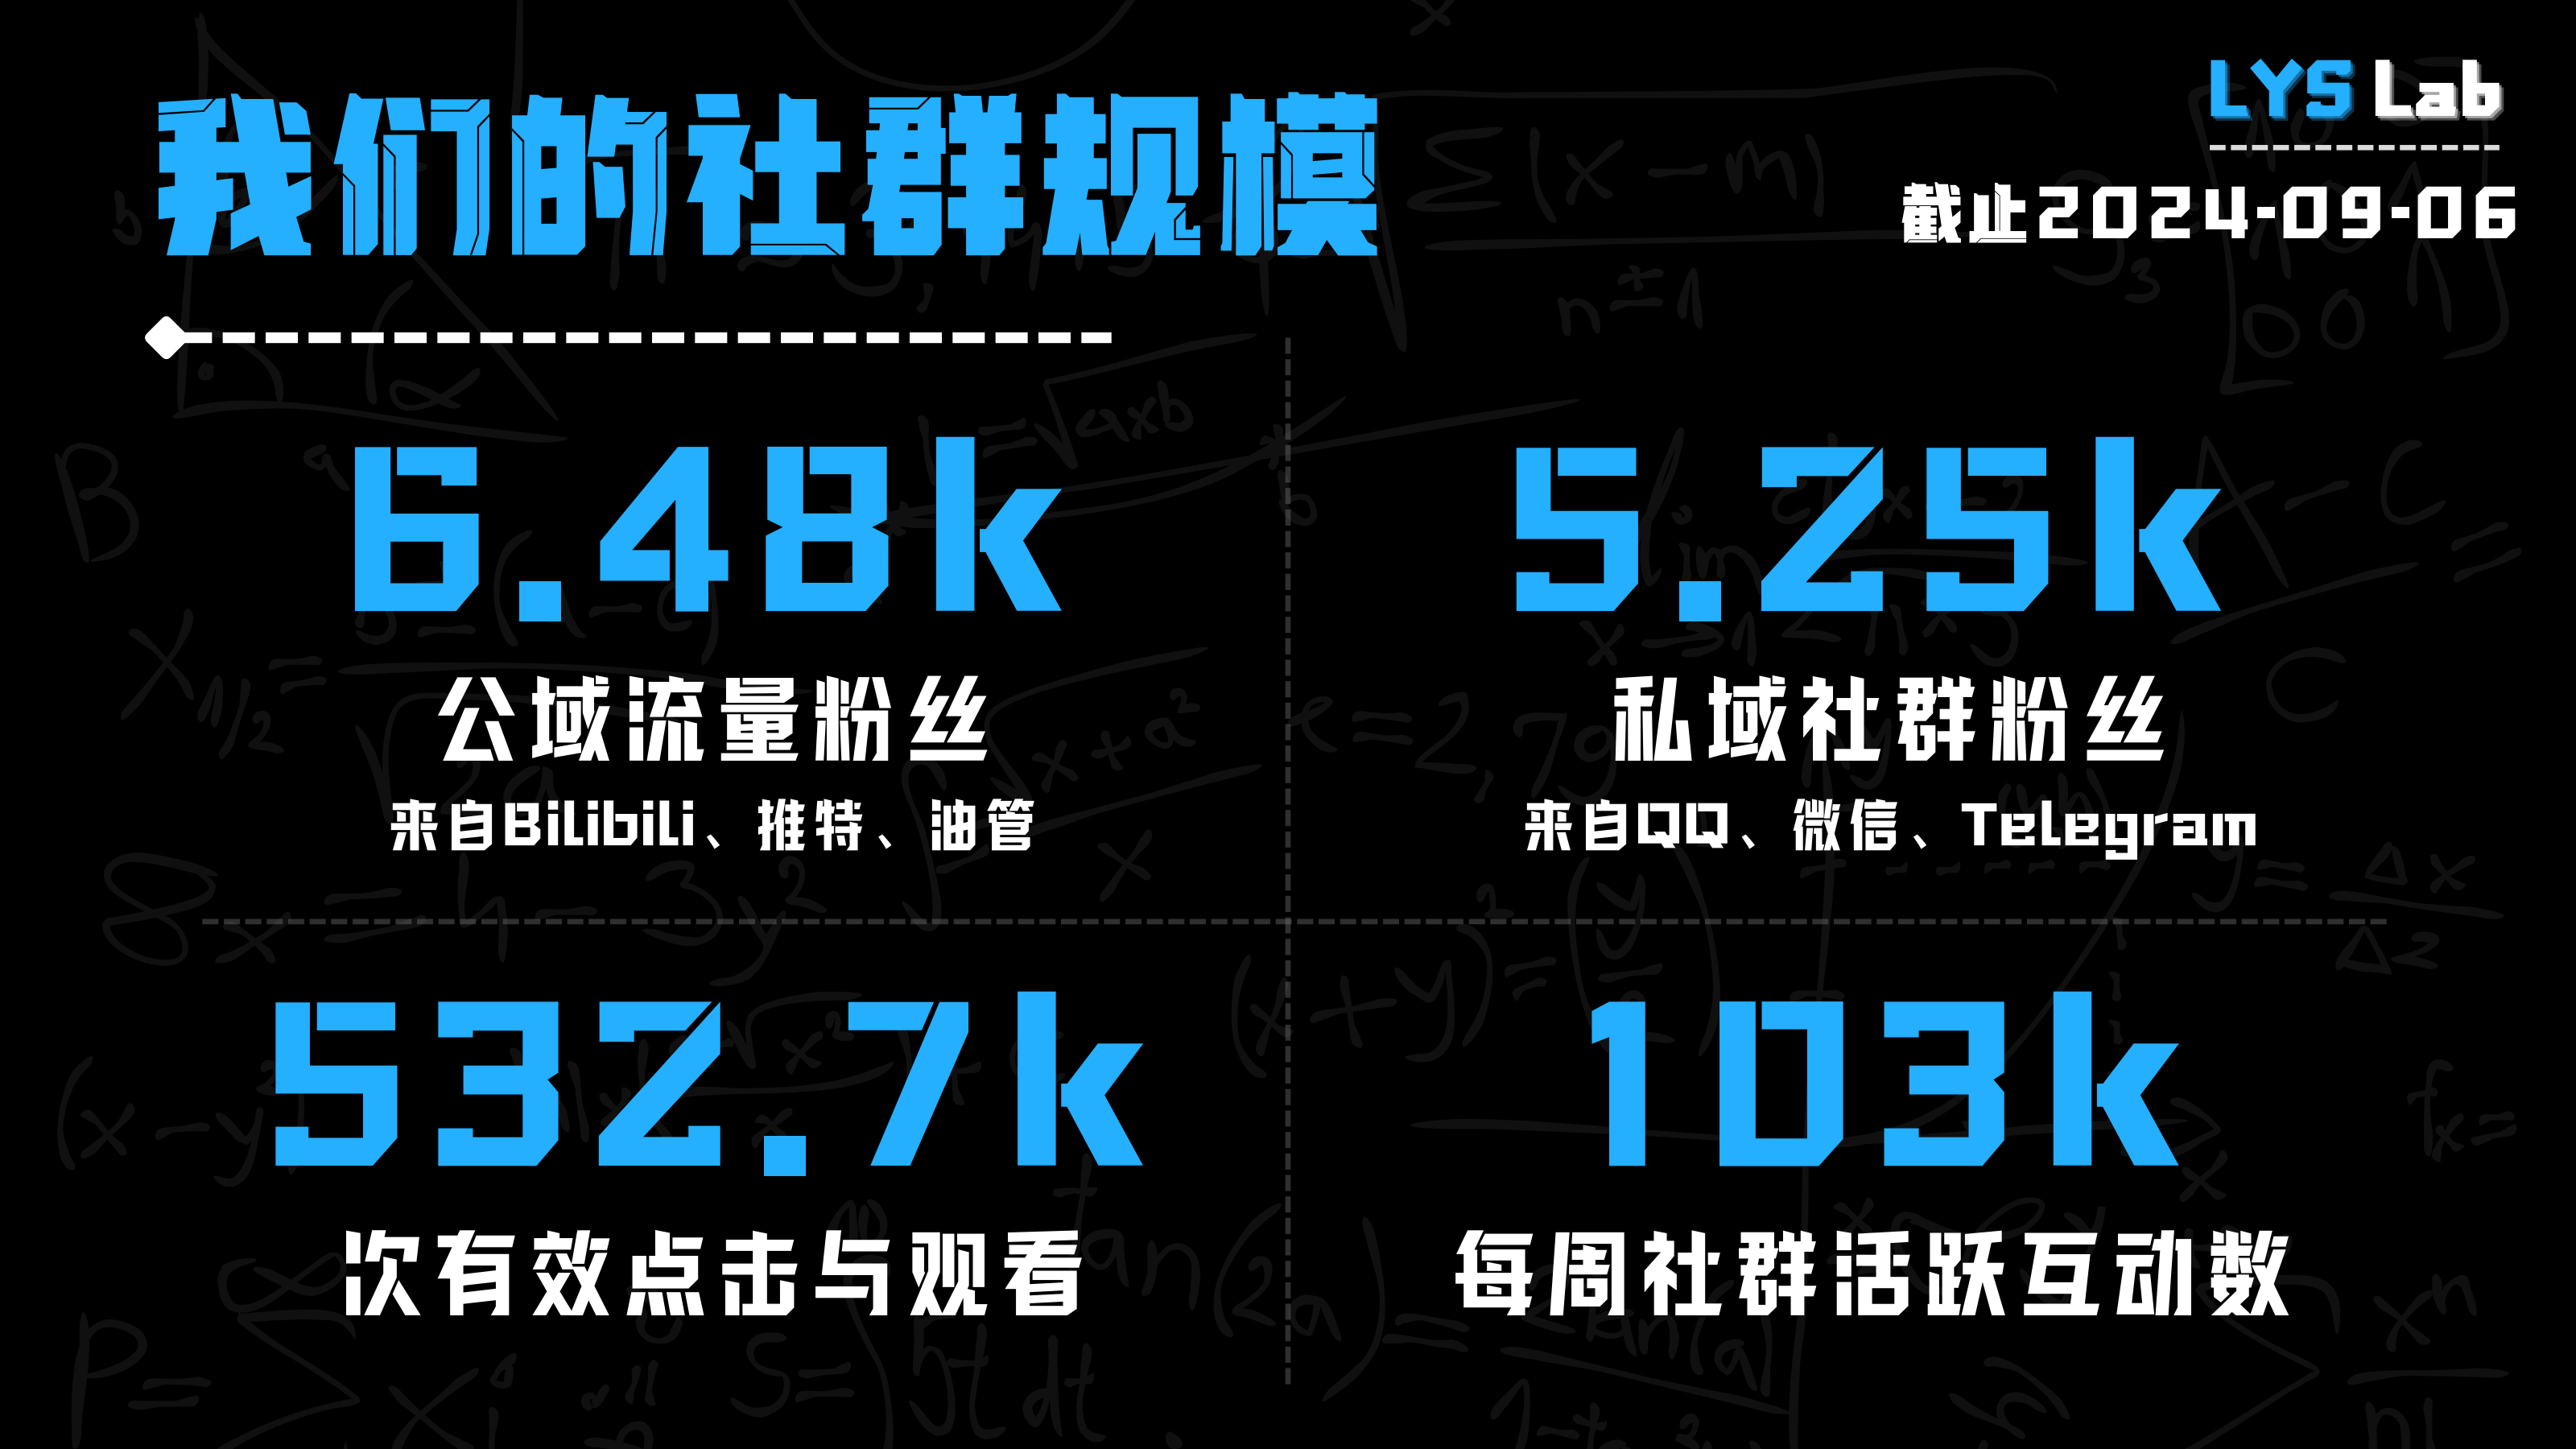 我们的社群规模
LYS Lab
截止2024-09-06
6.48k
公域流量粉丝
来自Bilibili、推特、油管
5.25k
私域社群粉丝
来自QQ、微信、Telegram
532.7k
次有效点击与观看
103k
每周社群活跃互动数